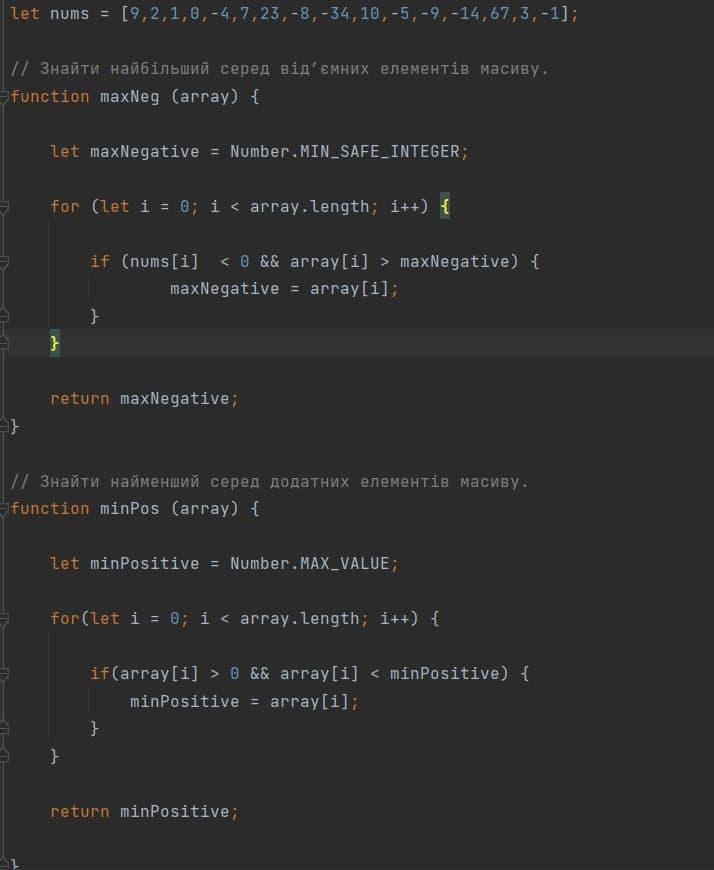 let nums = [9,2,1,0,-4,7,23,-8,-34,10,-5,-9,-14,67,3,-1];
// Знайти найбільший серед від’ємних елементів масиву.
function maxNeg (array) {
let maxNegative = Number.MIN_SAFE_INTEGER;
for (let i = 0; i < array.length; i++) {
if (nums[i]  < 0 && array[i] > maxNegative) {
maxNegative = array[i];
}
}
return maxNegative;
}
// Знайти найменший серед додатних елементів масиву.
function minPos (array) {
let minPositive = Number.MAX_VALUE;
for(let i = 0; i < array.length; i++) {
if(array[i] > 0 && array[i] < minPositive) {
minPositive = array[i];
}
}
return minPositive;
}